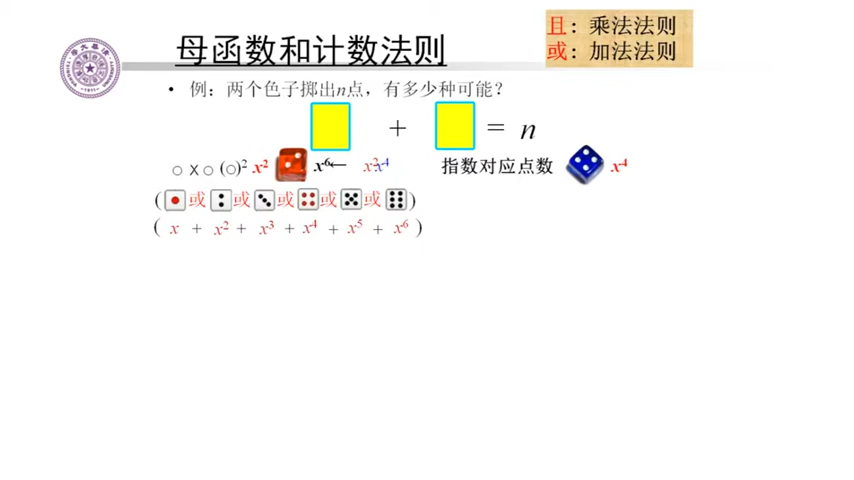 且：乘法法则
或：加法法则
母函数和计数法则
• 例：两个色子掷出n点，有多少种可能？
+ = n
○ x ○ (○)² x² x⁶← x²x⁴ 指数对应点数 x⁴
( 或 或 或 或 或 )
( x + x² + x³ + x⁴ + x⁵ + x⁶ )